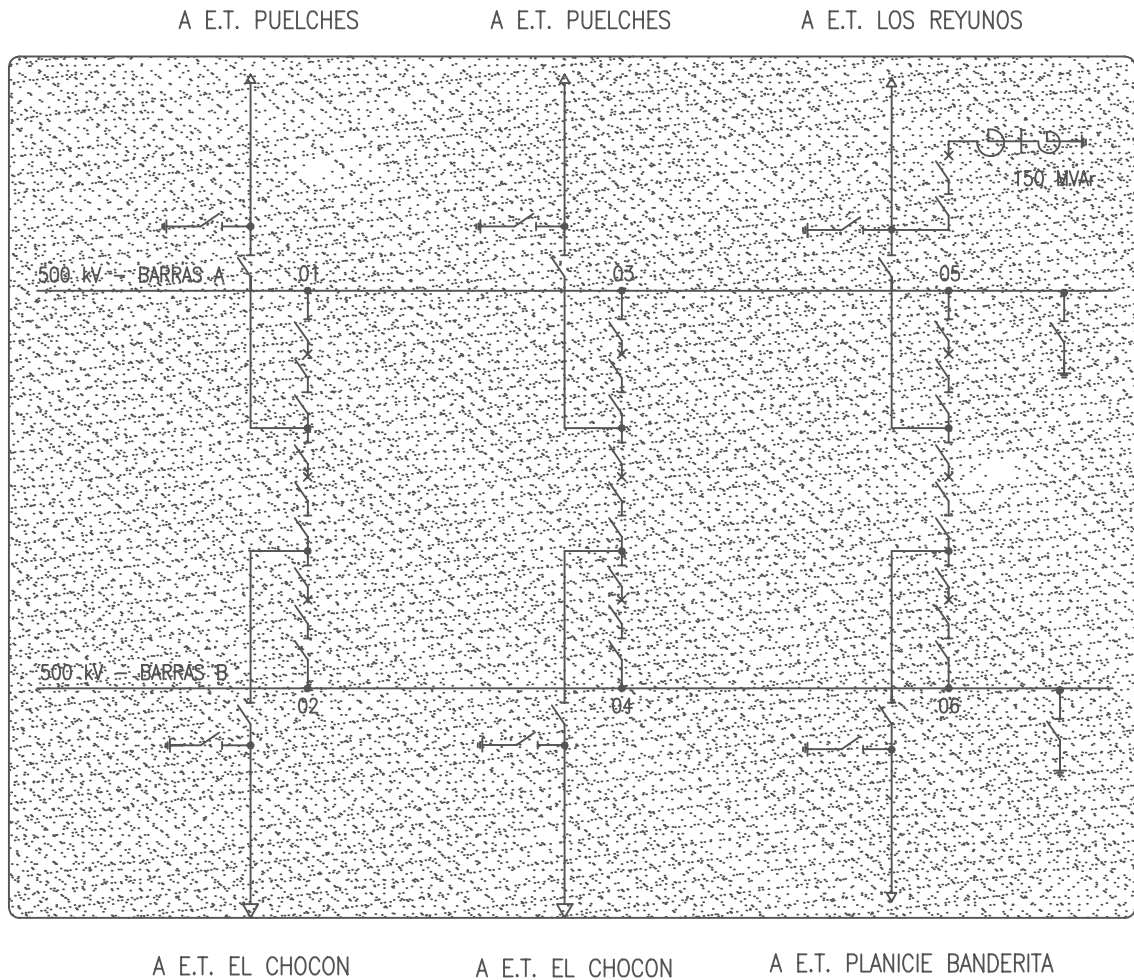 A E.T. PUELCHES
A E.T. PUELCHES
A E.T. LOS REYUNOS
150 MVAr
500 kV - BARRAS A
01
03
05
500 kV - BARRAS B
02
04
06
A E.T. EL CHOCON
A E.T. EL CHOCON
A E.T. PLANICIE BANDERITA